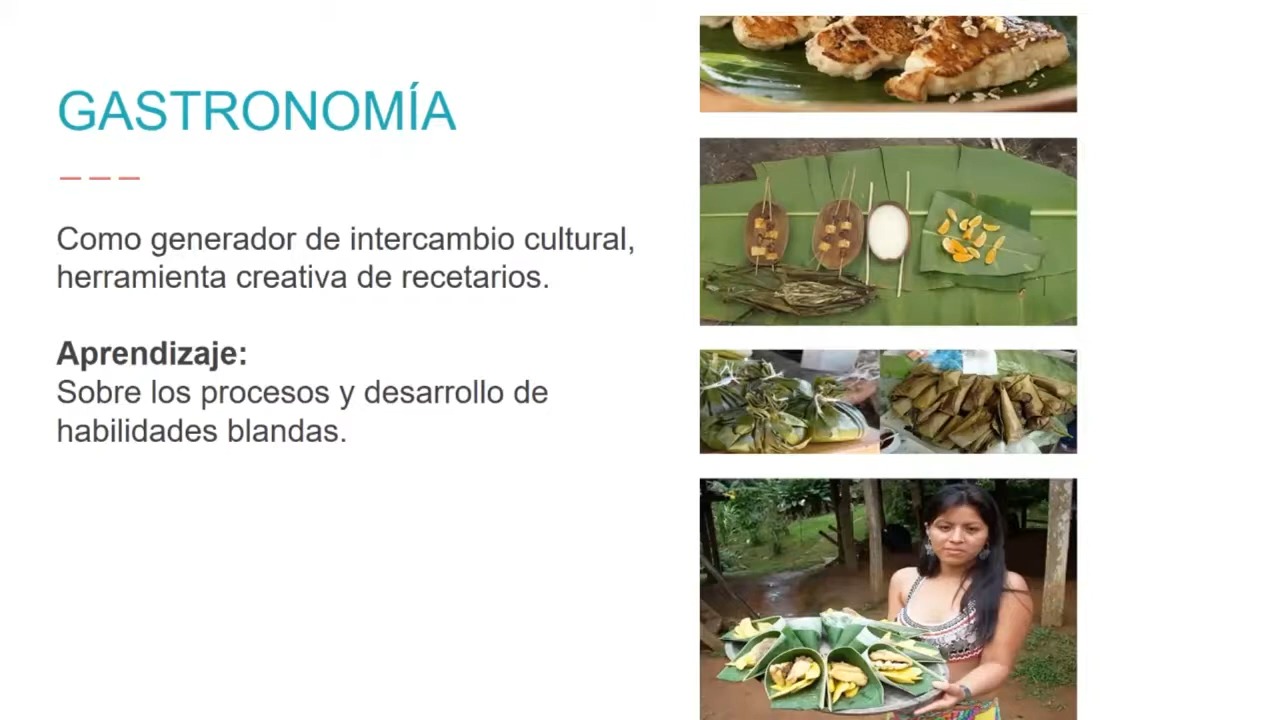 GASTRONOMÍA
Como generador de intercambio cultural,
herramienta creativa de recetarios.
Aprendizaje:
Sobre los procesos y desarrollo de
habilidades blandas.